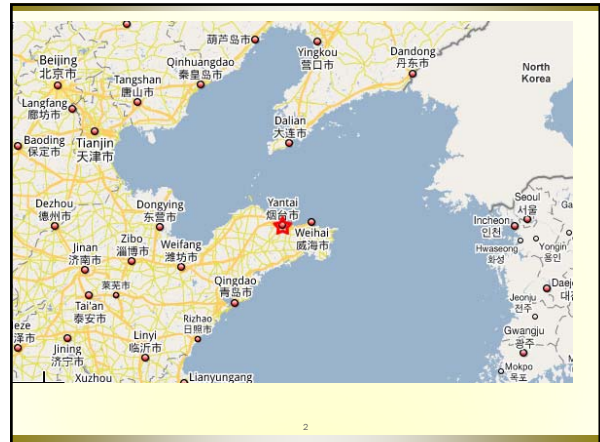 葫芦岛市
Yingkou
营口市
Dandong
丹东市
Beijing
北京市
Qinhuangdao
秦皇岛市
North
Korea
Tangshan
唐山市
Langfang
廊坊市
Dalian
大连市
Baoding
保定市
Tianjin
天津市
Dezhou
德州市
Dongying
东营市
Yantai
烟台市
Weihai
威海市
Seoul
서울
Incheon
인천
Hwaseong
화성
Yongin
용인
Jinan
济南市
Zibo
淄博市
Weifang
潍坊市
莱芜市
Qingdao
青岛市
Tai'an
泰安市
Rizhao
日照市
Jeonju
전주
Gwangju
광주
Jining
济宁市
Linyi
临沂市
Mokpo
목포
Xuzhou
Lianyungang
2